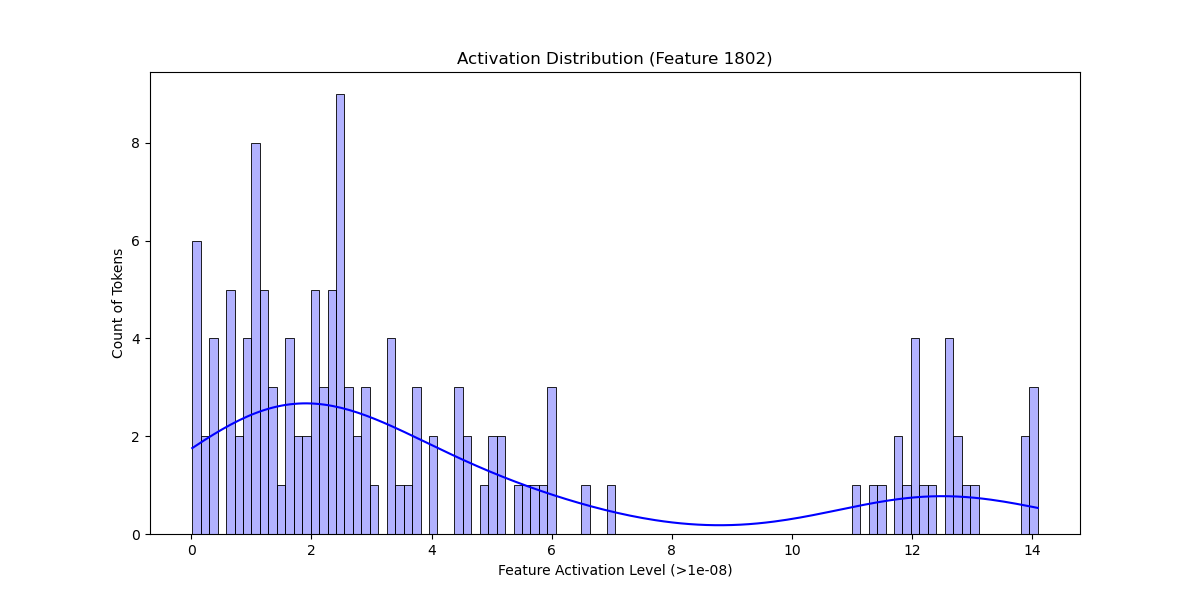 Activation Distribution (Feature 1802)
Count of Tokens
8
6
4
2
0
0 2 4 6 8 10 12 14
Feature Activation Level (>1e-08)